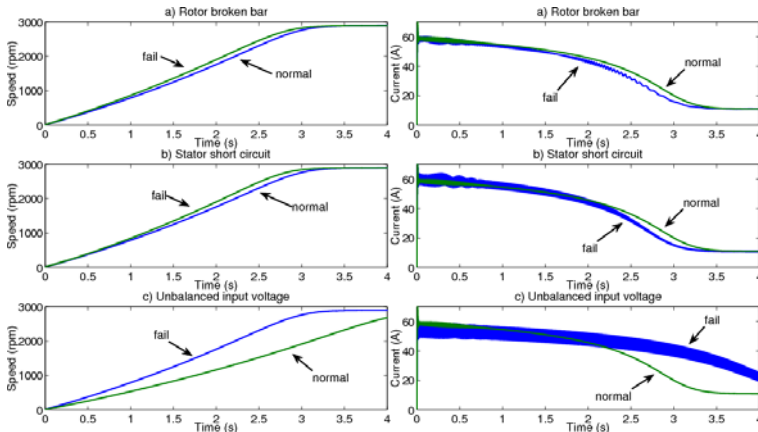 a) Rotor broken bar
3000
2000
1000
0
Speed (rpm)
fail
normal
0 0.5 1 1.5 2 2.5 3 3.5 4
Time (s)
b) Stator short circuit
3000
2000
1000
0
Speed (rpm)
fail
normal
0 0.5 1 1.5 2 2.5 3 3.5 4
Time (s)
c) Unbalanced input voltage
3000
2000
1000
0
Speed (rpm)
fail
normal
0 0.5 1 1.5 2 2.5 3 3.5 4
Time (s)
a) Rotor broken bar
60
40
20
0
Current (A)
normal
fail
0 0.5 1 1.5 2 2.5 3 3.5 4
Time (s)
b) Stator short circuit
60
40
20
0
Current (A)
normal
fail
0 0.5 1 1.5 2 2.5 3 3.5 4
Time (s)
c) Unbalanced input voltage
60
40
20
0
Current (A)
fail
normal
0 0.5 1 1.5 2 2.5 3 3.5 4
Time (s)